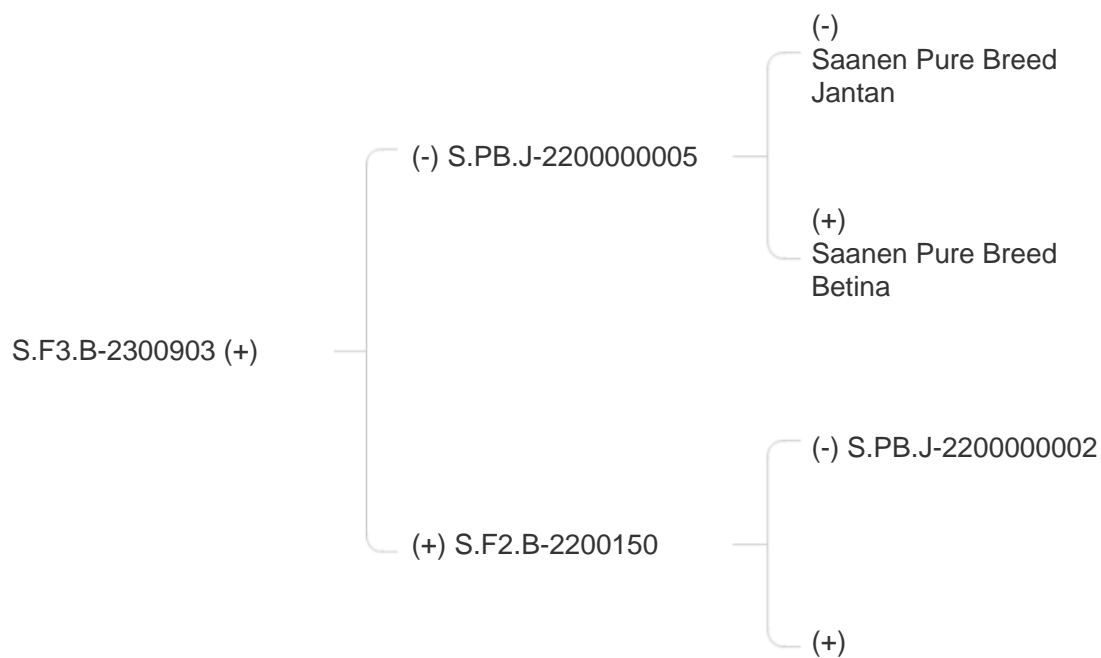 (-)
Saanen Pure Breed
Jantan
(-) S.PB.J-2200000005
(+)
Saanen Pure Breed
Betina
S.F3.B-2300903 (+)
(-) S.PB.J-2200000002
(+) S.F2.B-2200150
(+)